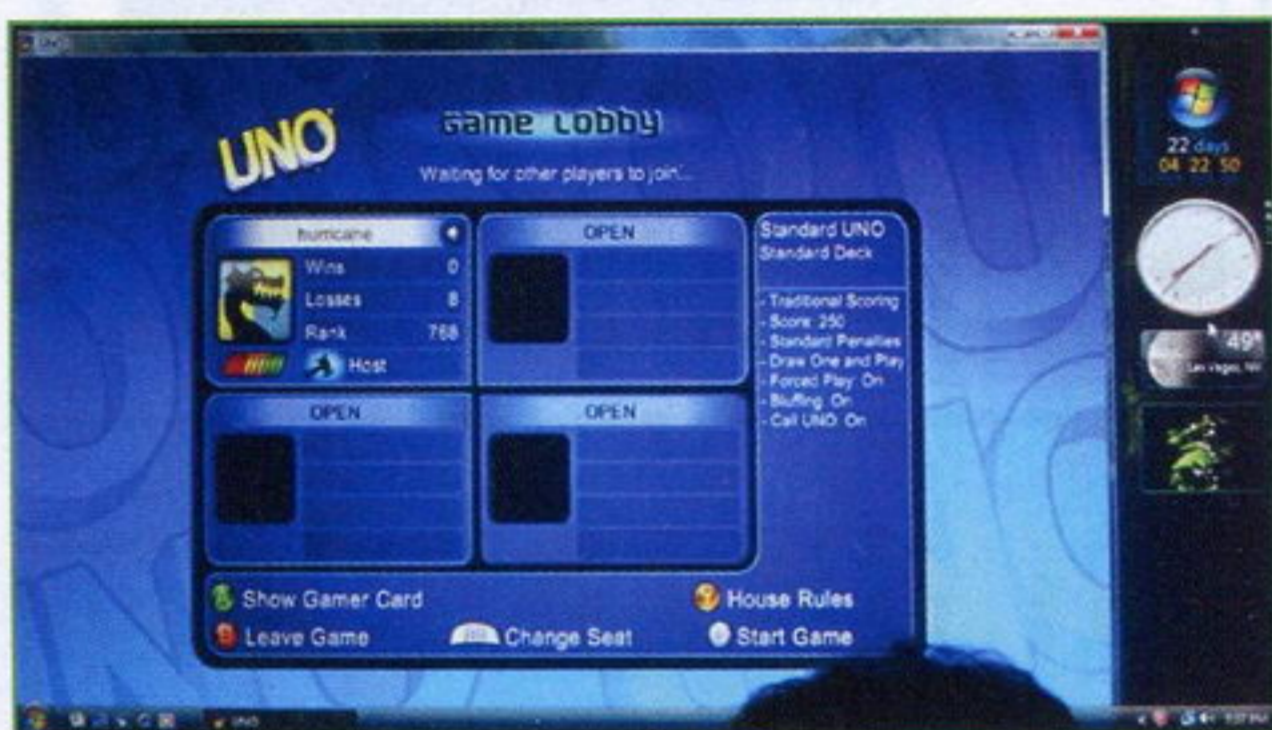 UNO
UNO
Game Lobby
Waiting for other players to join...
hurricane
Wins 0
Losses 8
Rank 768
Host
OPEN
OPEN
OPEN
Standard UNO
Standard Deck
- Traditional Scoring
- Score: 250
- Standard Penalties
- Draw One and Play
- Forced Play: On
- Bluffing: On
- Call UNO: On
Show Gamer Card
House Rules
Leave Game
Change Seat
Start Game
22 days
04 22 50
49°
Las Vegas, NV
UNO